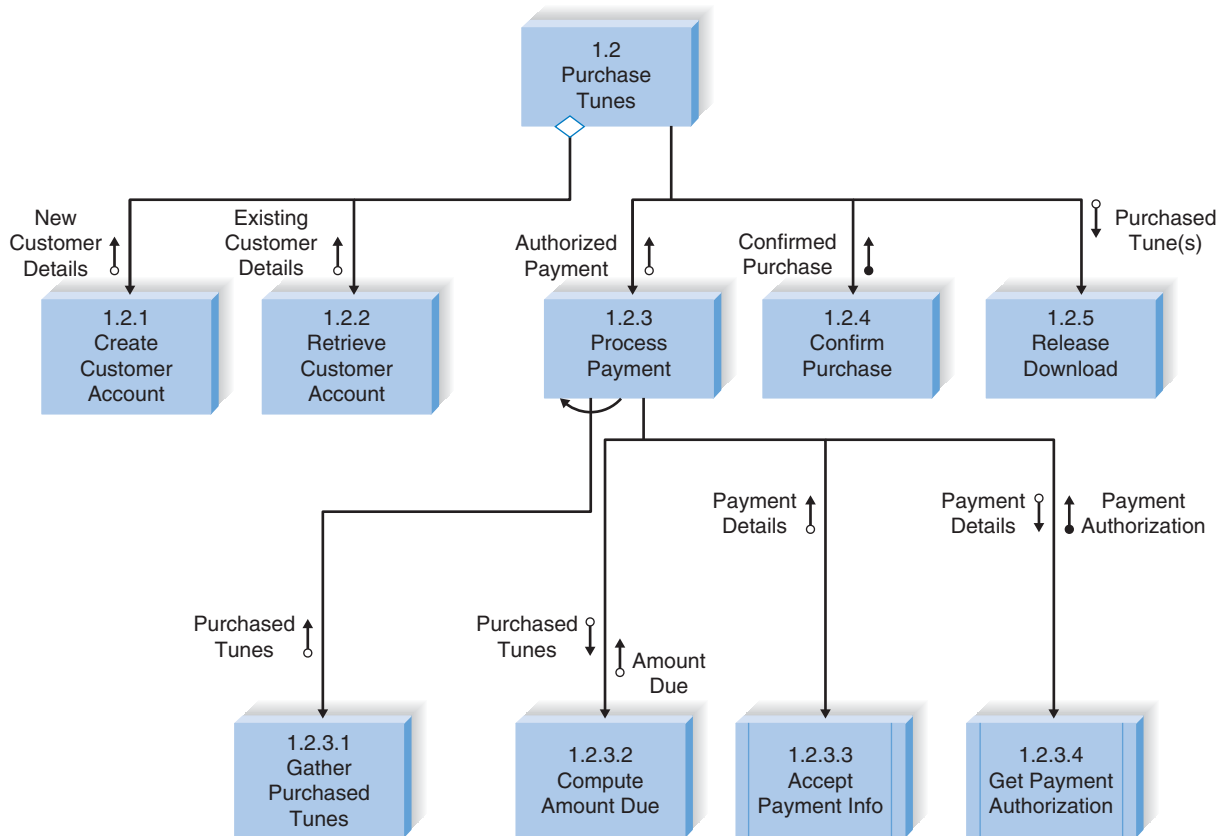 1.2
Purchase
Tunes
New
Customer
Details
Existing
Customer
Details
Authorized
Payment
Confirmed
Purchase
Purchased
Tune(s)
1.2.1
Create
Customer
Account
1.2.2
Retrieve
Customer
Account
1.2.3
Process
Payment
1.2.4
Confirm
Purchase
1.2.5
Release
Download
Purchased
Tunes
Purchased
Tunes
Amount
Due
Payment
Details
Payment
Details
Payment
Authorization
1.2.3.1
Gather
Purchased
Tunes
1.2.3.2
Compute
Amount Due
1.2.3.3
Accept
Payment Info
1.2.3.4
Get Payment
Authorization